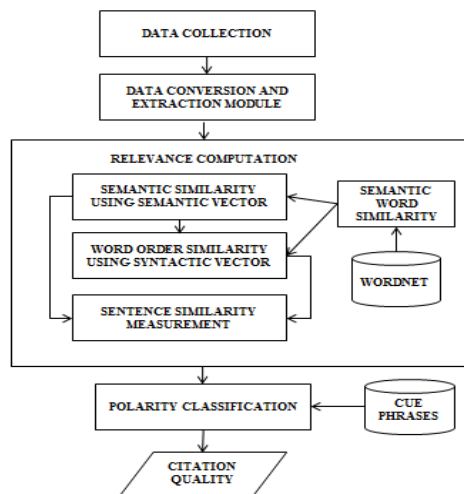 DATA COLLECTION
DATA CONVERSION AND
EXTRACTION MODULE
RELEVANCE COMPUTATION
SEMANTIC SIMILARITY
USING SEMANTIC VECTOR
SEMANTIC
WORD
SIMILARITY
WORD ORDER SIMILARITY
USING SYNTACTIC VECTOR
WORDNET
SENTENCE SIMILARITY
MEASUREMENT
POLARITY CLASSIFICATION
CUE
PHRASES
CITATION
QUALITY